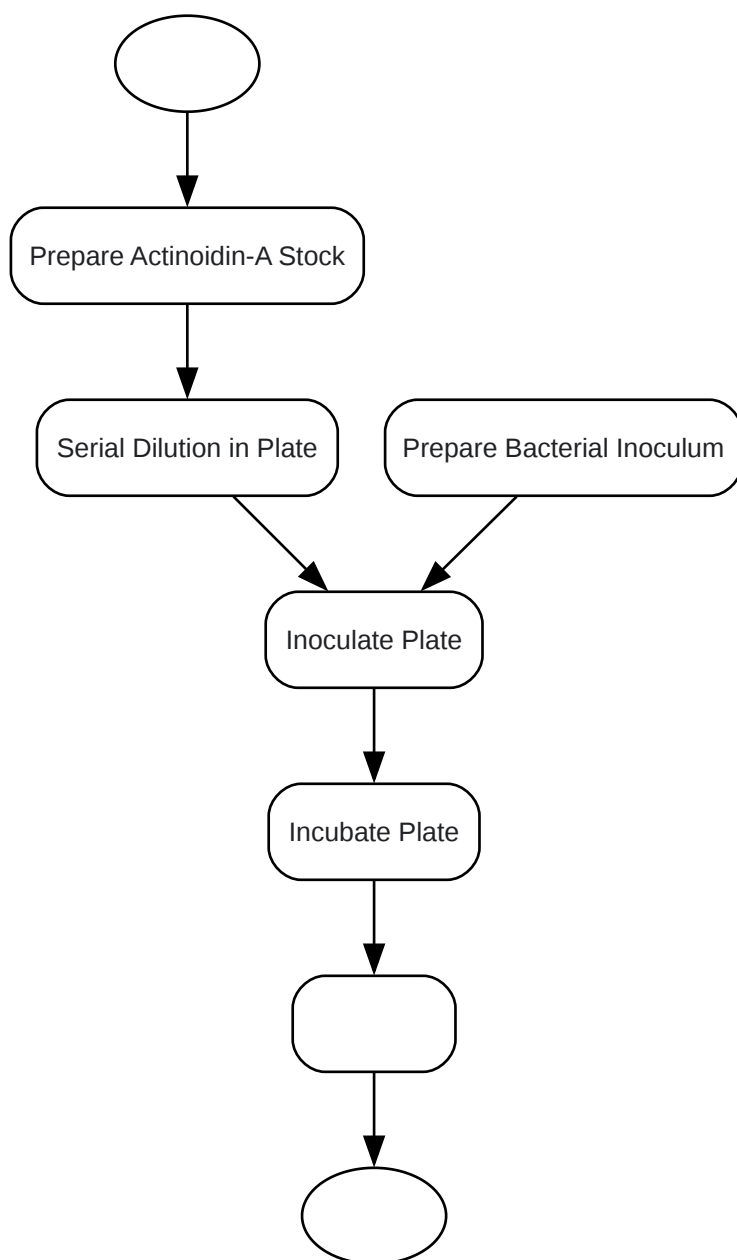 Prepare Actinoidin-A Stock
Serial Dilution in Plate
Prepare Bacterial Inoculum
Inoculate Plate
Incubate Plate